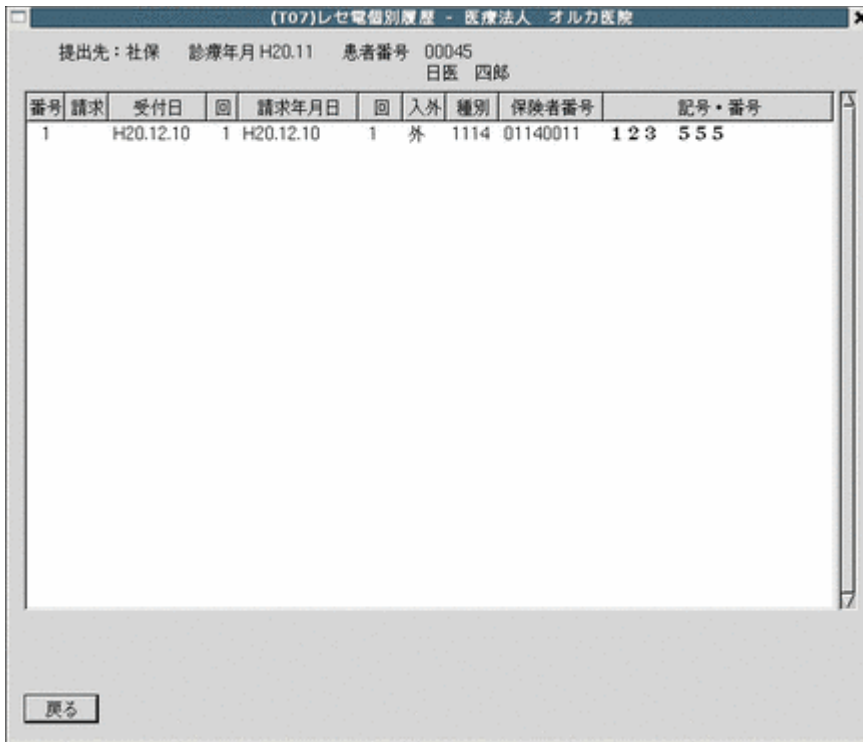 (T07)レセ電個別履歴 - 医療法人 オルカ医院
提出先：社保 診療年月 H20.11 患者番号 00045
日医 四郎
番号 請求 受付日 回 請求年月日 回 入外 種別 保険者番号 記号・番号
1 H20.12.10 1 H20.12.10 1 外 1114 01140011 １２３ ５５５
戻る